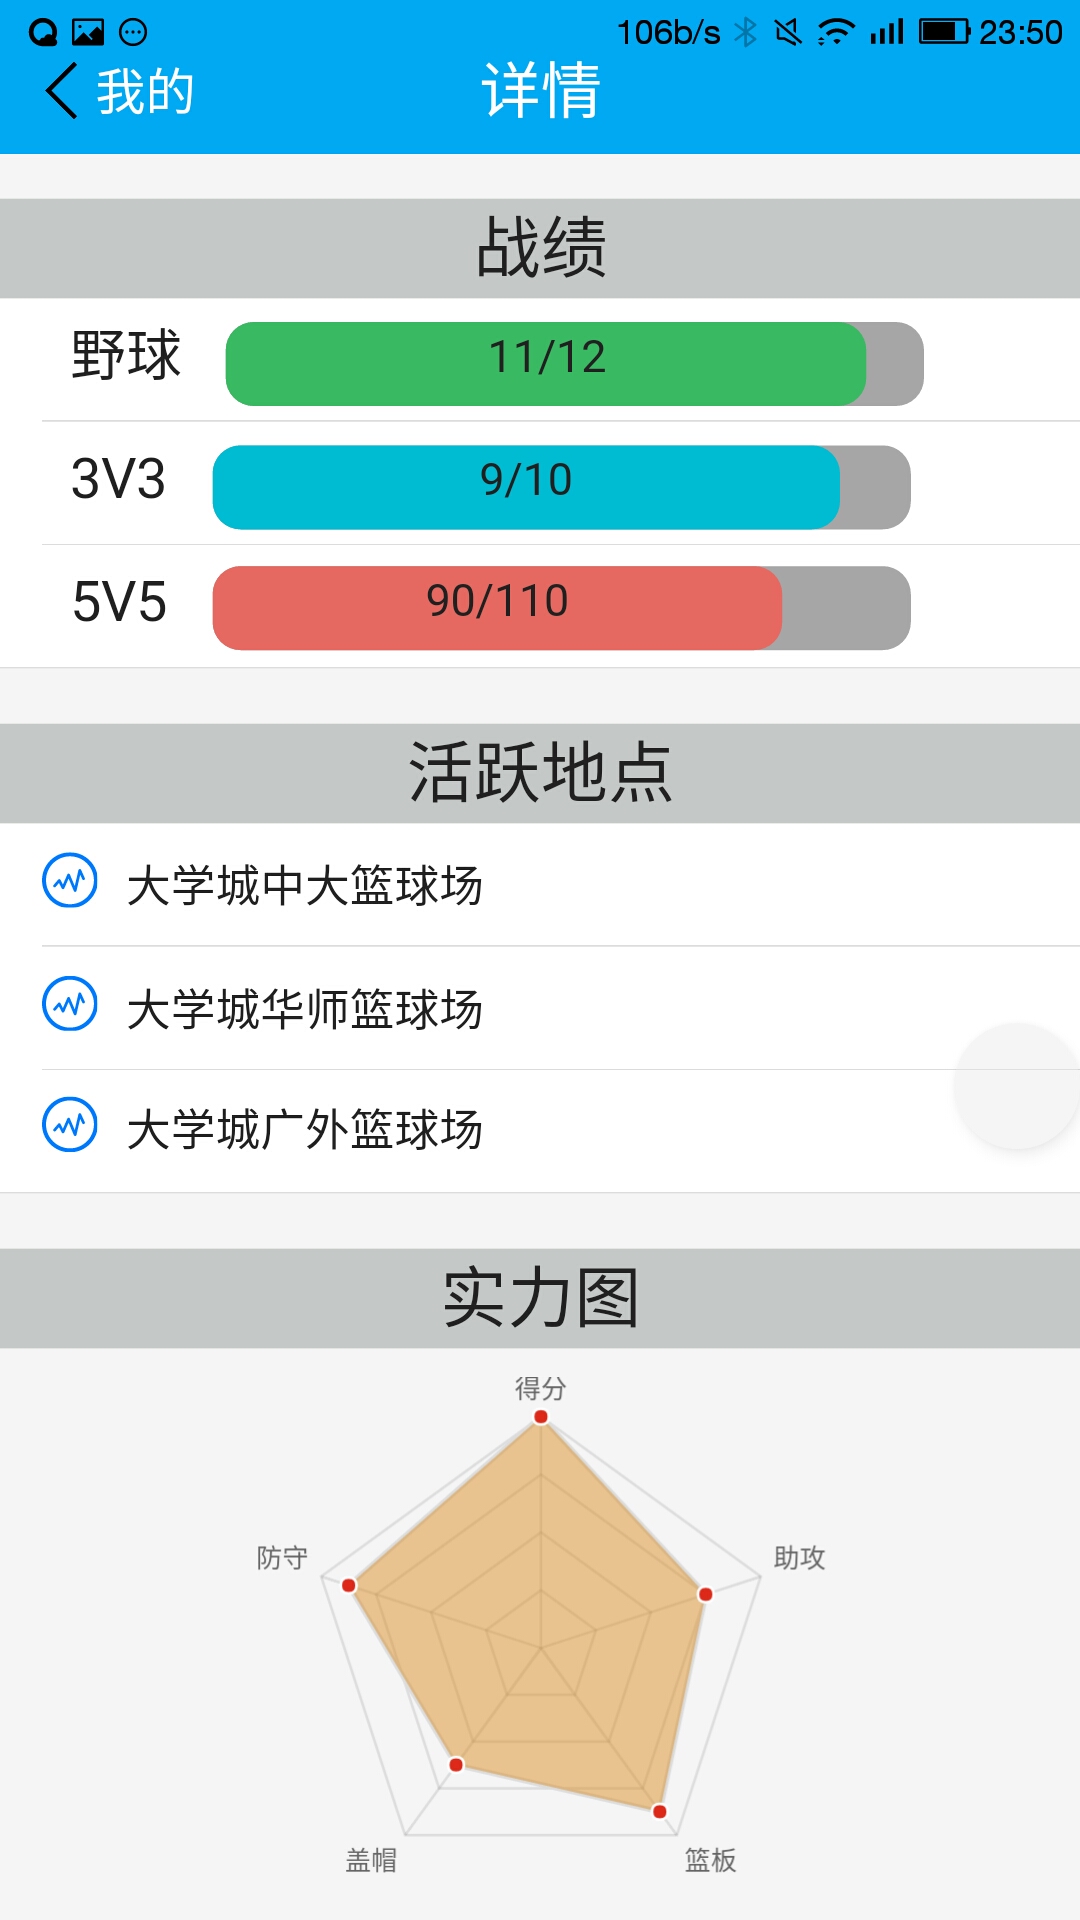 106b/s 23:50
我的 详情
战绩
野球 11/12
3V3 9/10
5V5 90/110
活跃地点
大学城中大篮球场
大学城华师篮球场
大学城广外篮球场
实力图
得分
防守 助攻
盖帽 篮板